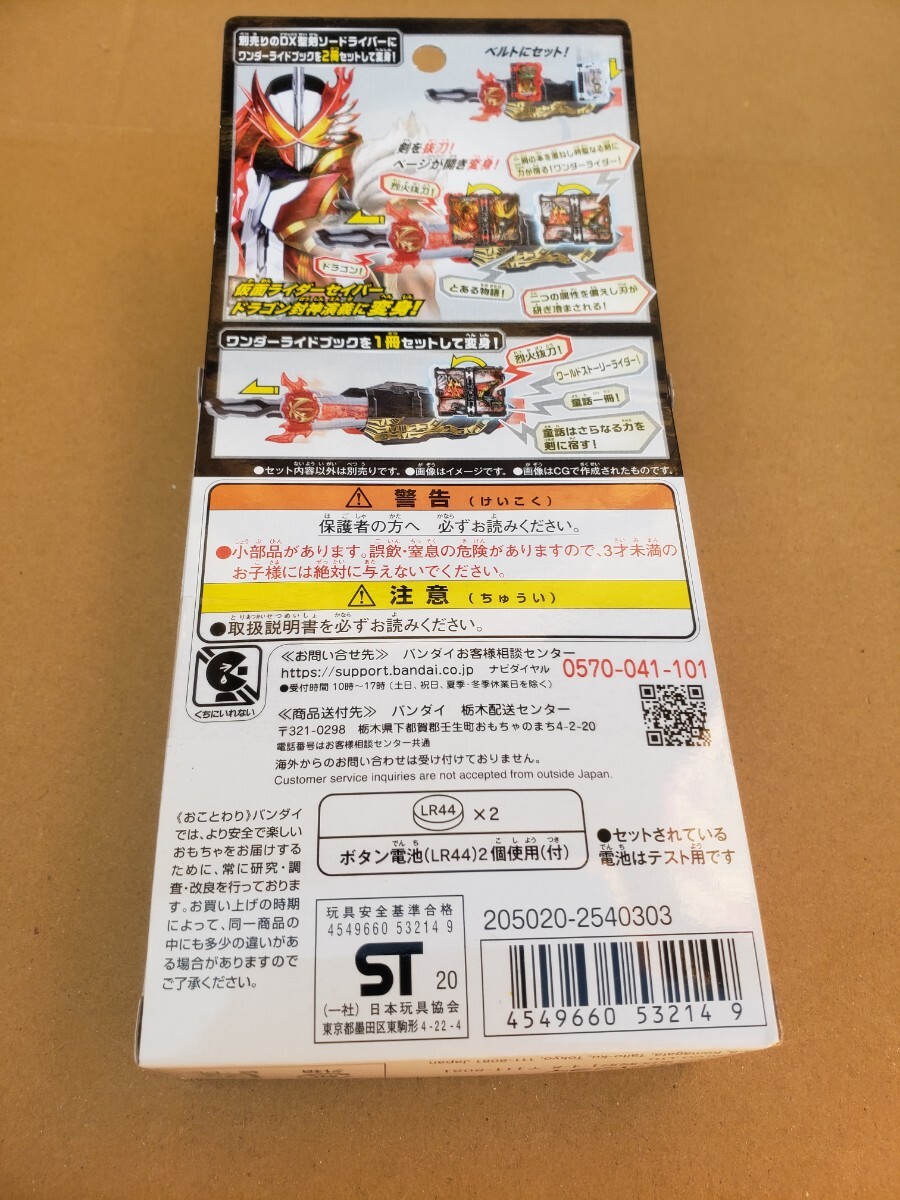 別売りのDX聖剣ソードライバーに
ワンダーライドブックを2冊セットして変身!
ベルトにセット!
剣を抜刀!
ページが開き変身!
烈火抜刀!
二冊の本を重ねし時聖なる剣に
力が宿る!ワンダーライダー!
ドラゴン!
とある物語!
二つの属性を備えし刃が
研ぎ澄まされる!
仮面ライダーセイバー
ドラゴン封神演義に変身!
ワンダーライドブックを1冊セットして変身!
烈火抜刀!
ワールドストーリーライダー!
童話一冊!
童話はさらなる力を
剣に宿す!
●セット内容以外は別売りです。●画像はイメージです。 ●画像はCGで作成されたものです。
⚠ 警告 (けいこく)
保護者の方へ 必ずお読みください。
●小部品があります。誤飲・窒息の危険がありますので、3才未満の
お子様には絶対に与えないでください。
⚠ 注意 (ちゅうい)
●取扱説明書を必ずお読みください。
くちにいれない
≪お問い合せ先≫ バンダイお客様相談センター
https://support.bandai.co.jp ナビダイヤル 0570-041-101
●受付時間 10時〜17時(土日、祝日、夏季・冬季休業日を除く)
≪商品送付先≫ バンダイ 栃木配送センター
〒321-0298 栃木県下都賀郡壬生町おもちゃのまち4-2-20
電話番号はお客様相談センター共通
海外からのお問い合わせは受け付けておりません。
Customer service inquiries are not accepted from outside Japan.
《おことわり》バンダイ
では、より安全で楽しい
おもちゃをお届けする
ために、常に研究・調
査・改良を行っておりま
す。お買い上げの時期
によって、同一商品の
中にも多少の違いがあ
る場合がありますので
ご了承ください。
LR44 ×2
ボタン電池(LR44)2個使用(付)
●セットされている
電池はテスト用です
玩具安全基準合格
4549660 53214 9
ST 20
(一社) 日本玩具協会
東京都墨田区東駒形4-22-4
205020-2540303
4549660 532149